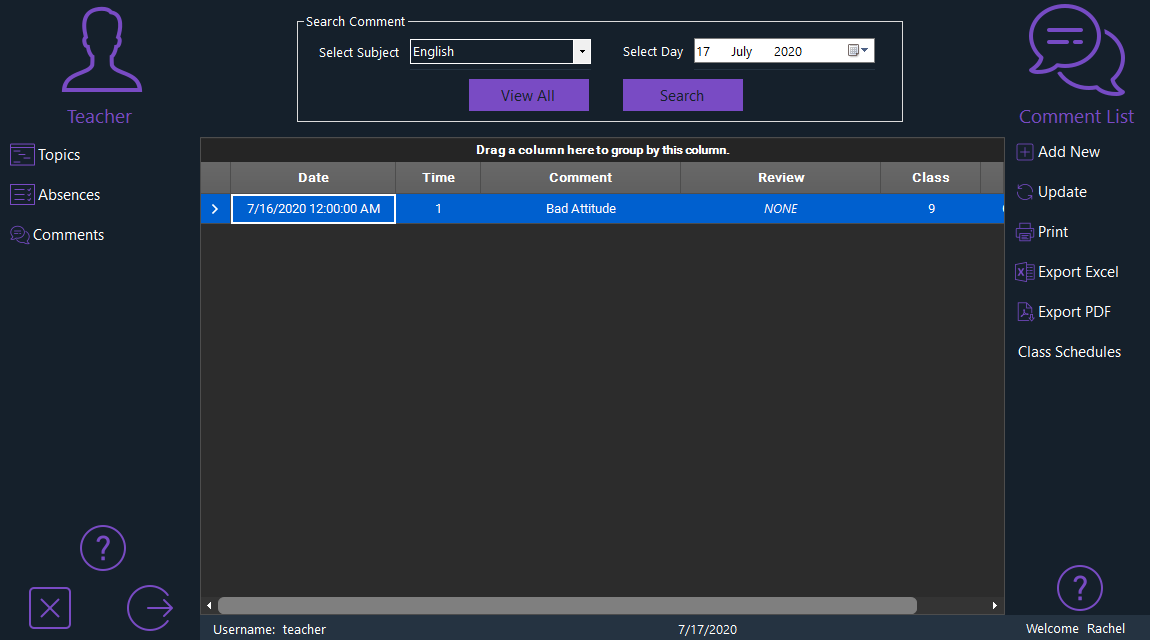 Teacher
Topics
Absences
Comments
Search Comment
Select Subject English Select Day 17 July 2020
View All Search
Drag a column here to group by this column.
Date Time Comment Review Class
7/16/2020 12:00:00 AM 1 Bad Attitude NONE 9
Comment List
Add New
Update
Print
Export Excel
Export PDF
Class Schedules
Username: teacher 7/17/2020 Welcome Rachel